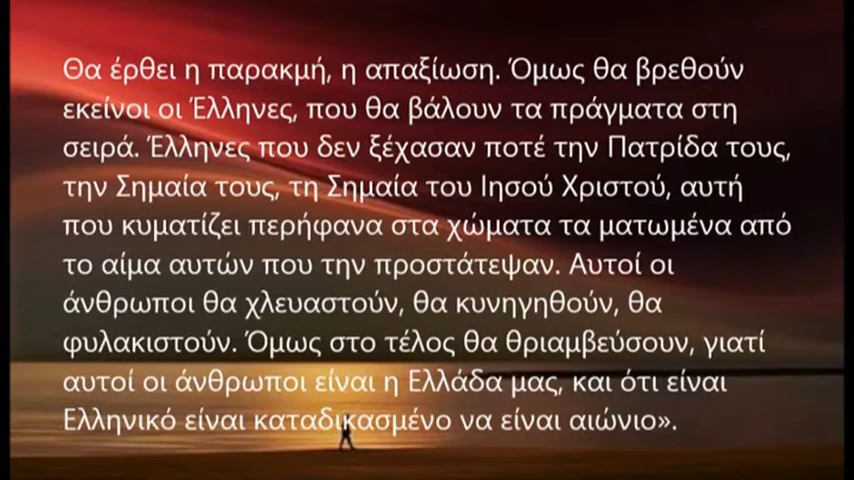 Θα έρθει η παρακμή, η απαξίωση. Όμως θα βρεθούν
εκείνοι οι Έλληνες, που θα βάλουν τα πράγματα στη
σειρά. Έλληνες που δεν ξέχασαν ποτέ την Πατρίδα τους,
την Σημαία τους, τη Σημαία του Ιησού Χριστού, αυτή
που κυματίζει περήφανα στα χώματα τα ματωμένα από
το αίμα αυτών που την προστάτεψαν. Αυτοί οι
άνθρωποι θα χλευαστούν, θα κυνηγηθούν, θα
φυλακιστούν. Όμως στο τέλος θα θριαμβεύσουν, γιατί
αυτοί οι άνθρωποι είναι η Ελλάδα μας, και ότι είναι
Ελληνικό είναι καταδικασμένο να είναι αιώνιο».